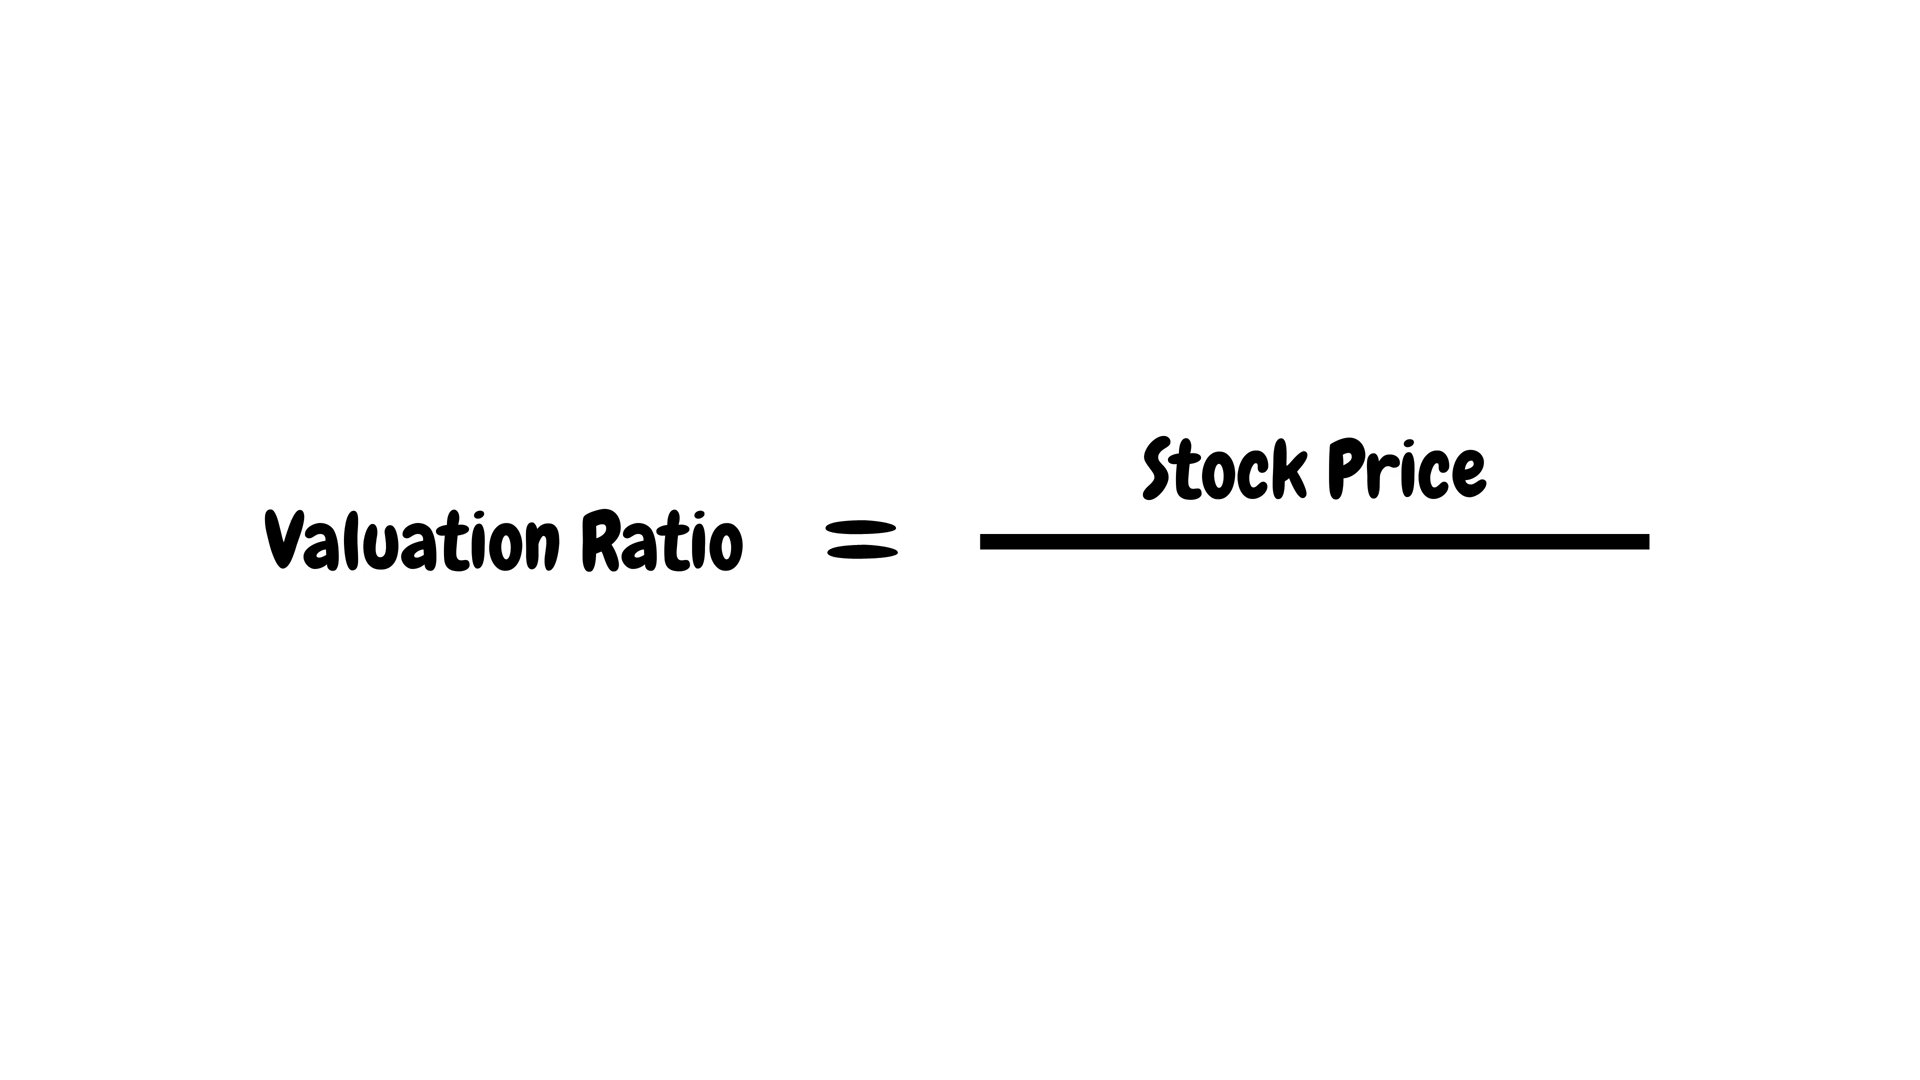 Stock Price
Valuation Ratio =